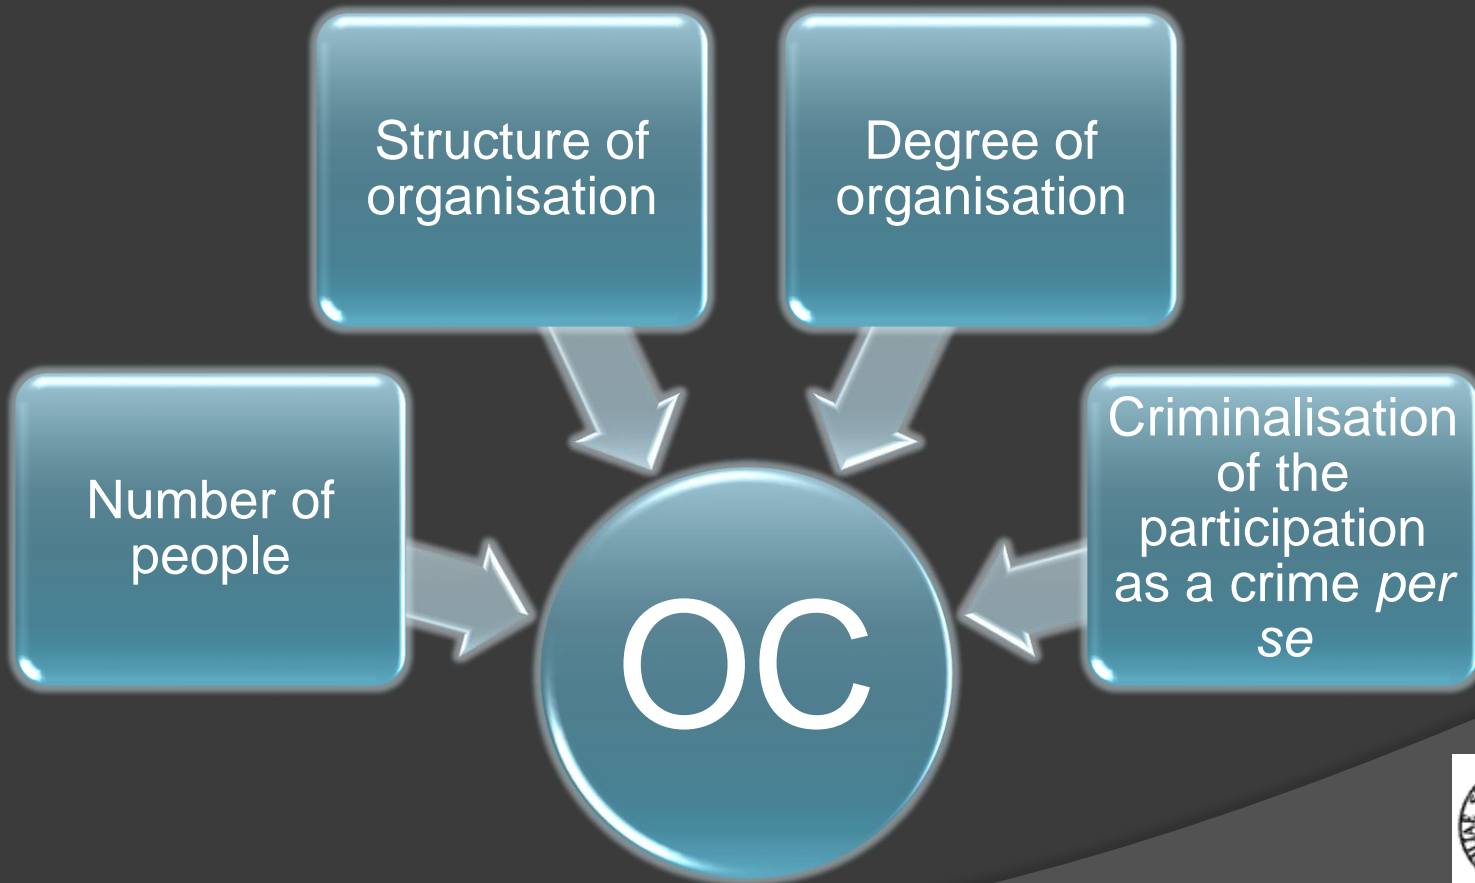 Structure of
organisation
Degree of
organisation
Number of
people
Criminalisation
of the
participation
as a crime per
se
OC